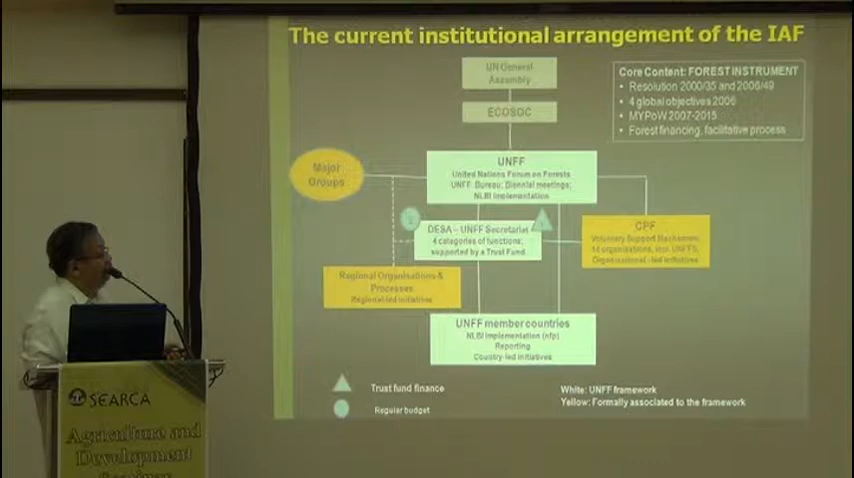 The current institutional arrangement of the IAF
UN General
Assembly
ECOSOC
Core Content: FOREST INSTRUMENT
• Resolution 2000/35 and 2006/49
• 4 global objectives 2006
• MYPoW 2007-2015
• Forest financing, facilitative process
Major
Groups
UNFF
United Nations Forum on Forests
UNFF Bureau; Biennial meetings;
NLBI implementation
DESA – UNFF Secretariat
4 categories of functions;
supported by a Trust Fund
CPF
Voluntary Support Mechanism
14 organisations, incl. UNFFS,
Organisational -led initiatives
Regional Organisations &
Processes
Regional-led initiatives
UNFF member countries
NLBI implementation (nfp)
Reporting
Country-led initiatives
Trust fund finance
Regular budget
White: UNFF framework
Yellow: Formally associated to the framework
SEARCA
Agriculture and
Development
Seminar